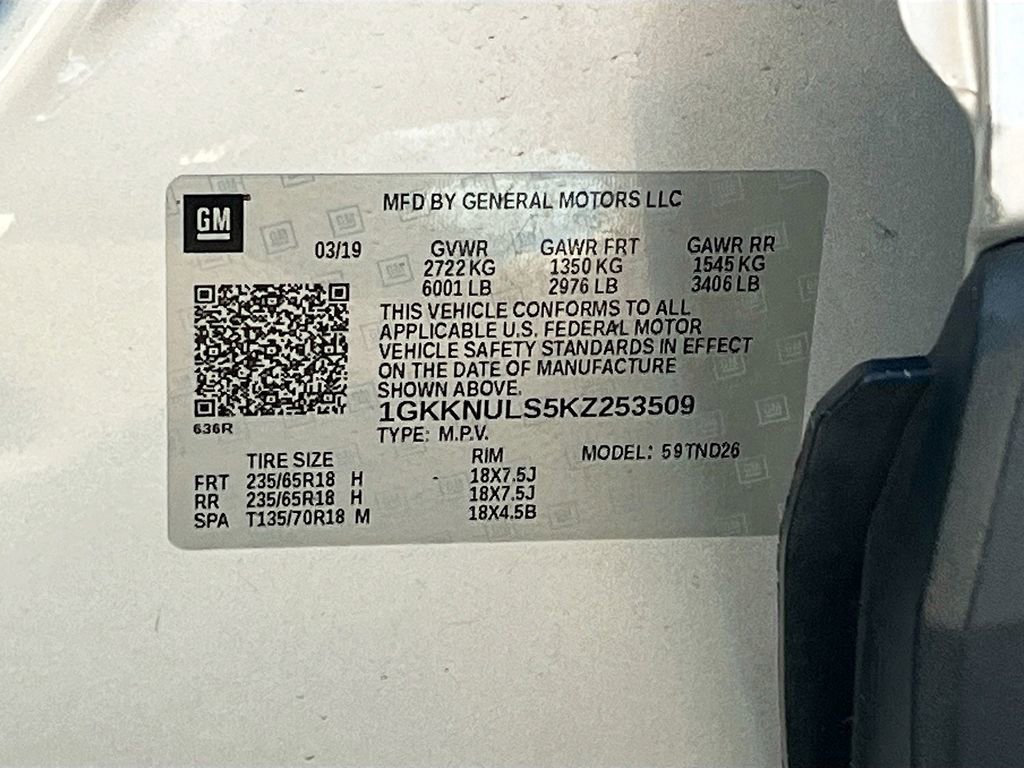 GM
MFD BY GENERAL MOTORS LLC
03/19 GVWR GAWR FRT GAWR RR
2722 KG 1350 KG 1545 KG
6001 LB 2976 LB 3406 LB
THIS VEHICLE CONFORMS TO ALL
APPLICABLE U.S. FEDERAL MOTOR
VEHICLE SAFETY STANDARDS IN EFFECT
ON THE DATE OF MANUFACTURE
SHOWN ABOVE.
1GKKNULS5KZ253509
636R
TYPE: M.P.V.
TIRE SIZE RIM MODEL: 59TND26
FRT 235/65R18 H 18X7.5J
RR 235/65R18 H 18X7.5J
SPA T135/70R18 M 18X4.5B